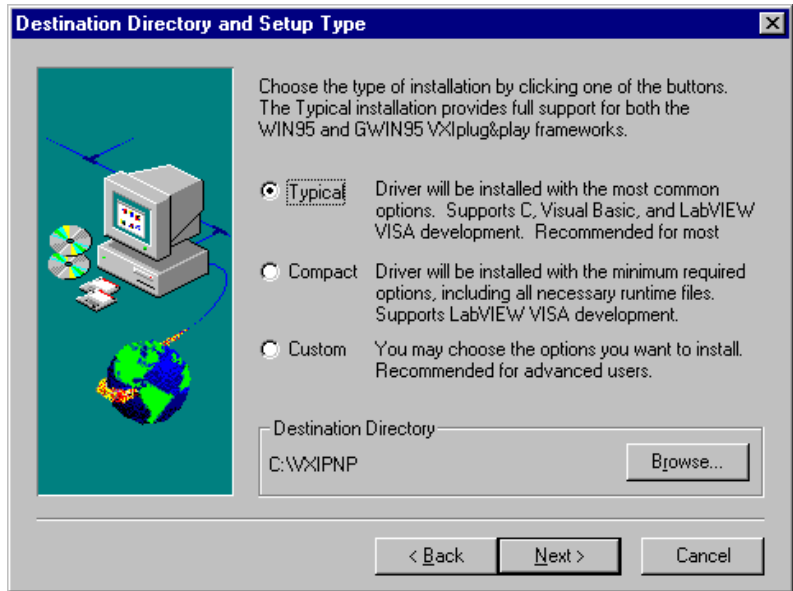 Destination Directory and Setup Type
Choose the type of installation by clicking one of the buttons.
The Typical installation provides full support for both the
WIN95 and GWIN95 VXIplug&play frameworks.
Typical
Driver will be installed with the most common
options. Supports C, Visual Basic, and LabVIEW
VISA development. Recommended for most
Compact
Driver will be installed with the minimum required
options, including all necessary runtime files.
Supports LabVIEW VISA development.
Custom
You may choose the options you want to install.
Recommended for advanced users.
Destination Directory
C:\VXIPNP
Browse...
< Back
Next >
Cancel